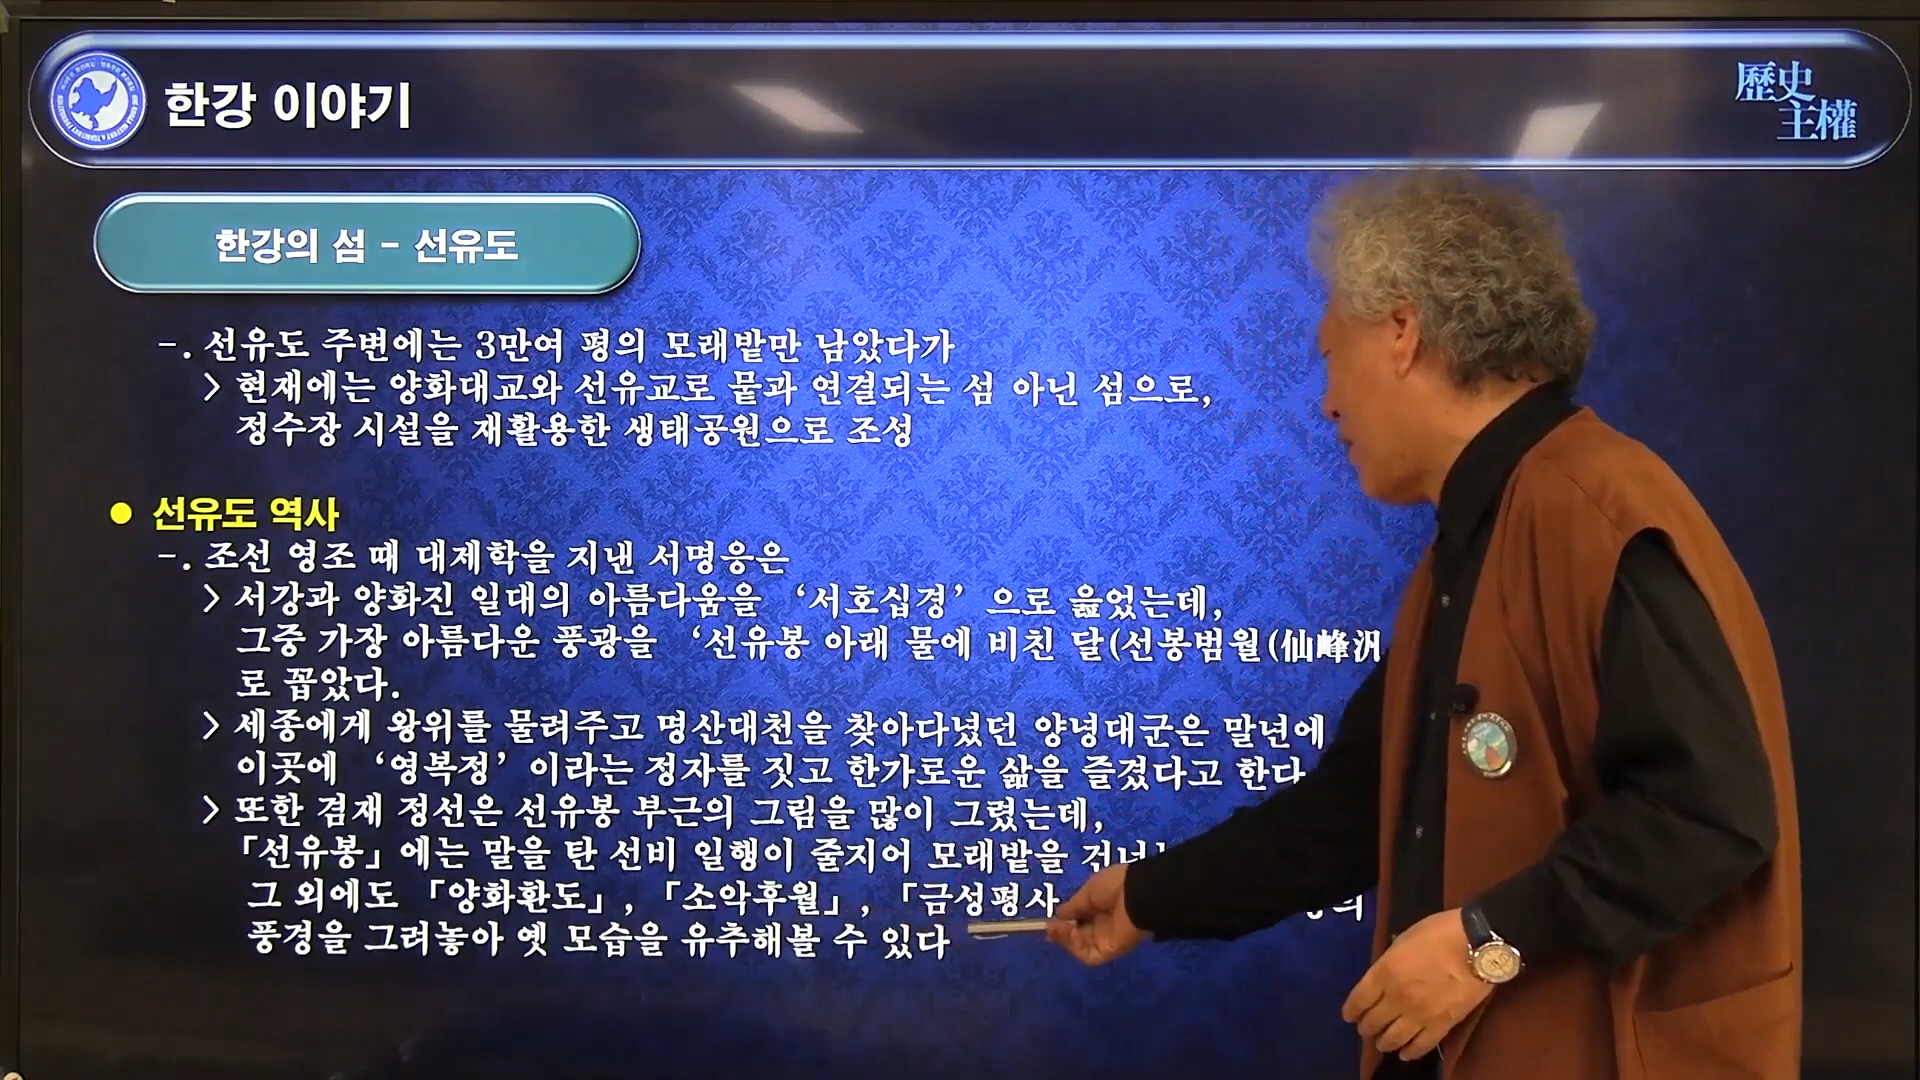 한강 이야기
歷史
主權
한강의 섬 - 선유도
-. 선유도 주변에는 3만여 평의 모래밭만 남았다가
> 현재에는 양화대교와 선유교로 뭍과 연결되는 섬 아닌 섬으로,
정수장 시설을 재활용한 생태공원으로 조성
● 선유도 역사
-. 조선 영조 때 대제학을 지낸 서명응은
> 서강과 양화진 일대의 아름다움을 ‘서호십경’ 으로 읊었는데,
그중 가장 아름다운 풍광을 ‘선유봉 아래 물에 비친 달(선봉범월(仙峰汎
로 꼽았다.
> 세종에게 왕위를 물려주고 명산대천을 찾아다녔던 양녕대군은 말년에
이곳에 ‘영복정’ 이라는 정자를 짓고 한가로운 삶을 즐겼다고 한다
> 또한 겸재 정선은 선유봉 부근의 그림을 많이 그렸는데,
「선유봉」에는 말을 탄 선비 일행이 줄지어 모래밭을
그 외에도 「양화환도」, 「소악후월」, 「금성평사
풍경을 그려놓아 옛 모습을 유추해볼 수 있다